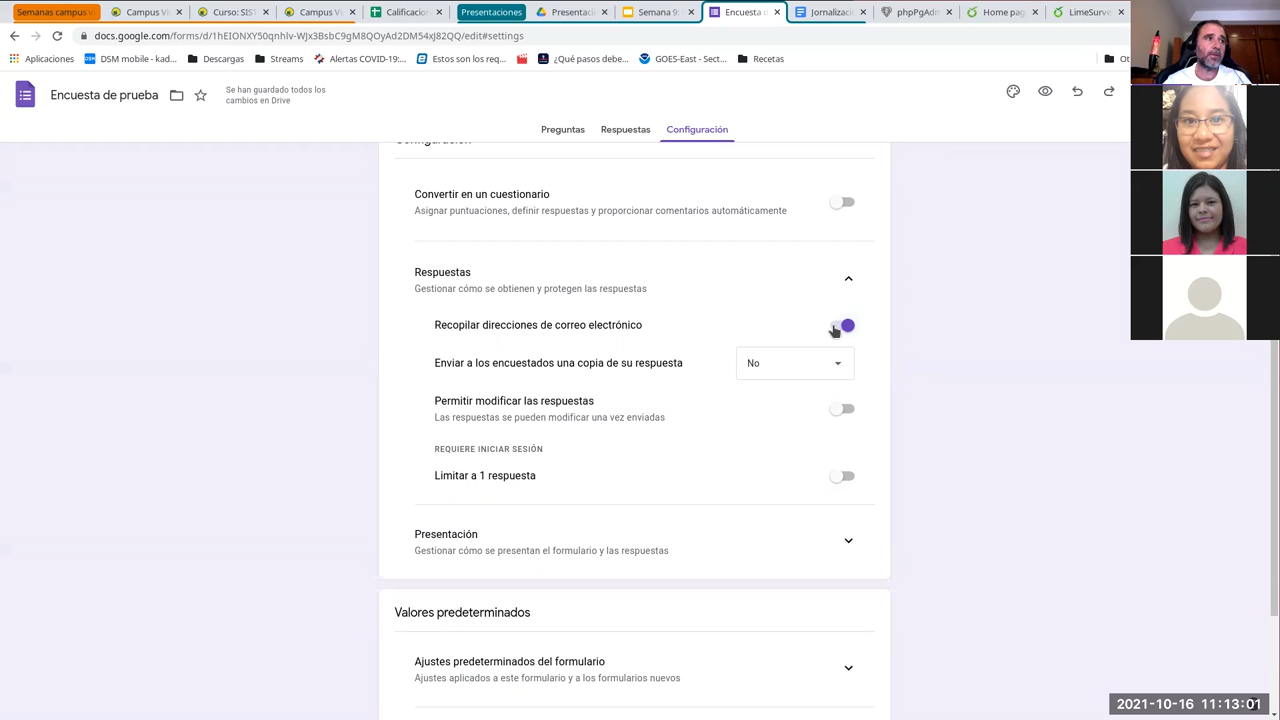 Semanas campus v
Campus Vi
Curso: SIST
Campus Vi
Calificacio
Presentaciones
Presentaci
Semana 9:
Encuesta d
Jornalizaci
phpPgAdm
Home pag
LimeSurve
docs.google.com/forms/d/1hEIONXY50qnhlv-WJx3BsbC9gM8QOyAd2DM54xJ82QQ/edit#settings
Aplicaciones
DSM mobile - kad...
Descargas
Streams
Alertas COVID-19:...
Estos son los req...
¿Qué pasos debe...
GOES-East - Sect...
Recetas
Ot
Encuesta de prueba
Se han guardado todos los
cambios en Drive
Preguntas
Respuestas
Configuración
Configuración
Convertir en un cuestionario
Asignar puntuaciones, definir respuestas y proporcionar comentarios automáticamente
Respuestas
Gestionar cómo se obtienen y protegen las respuestas
Recopilar direcciones de correo electrónico
Enviar a los encuestados una copia de su respuesta
No
Permitir modificar las respuestas
Las respuestas se pueden modificar una vez enviadas
REQUIERE INICIAR SESIÓN
Limitar a 1 respuesta
Presentación
Gestionar cómo se presentan el formulario y las respuestas
Valores predeterminados
Ajustes predeterminados del formulario
Ajustes aplicados a este formulario y a los formularios nuevos
2021-10-16 11:13:01